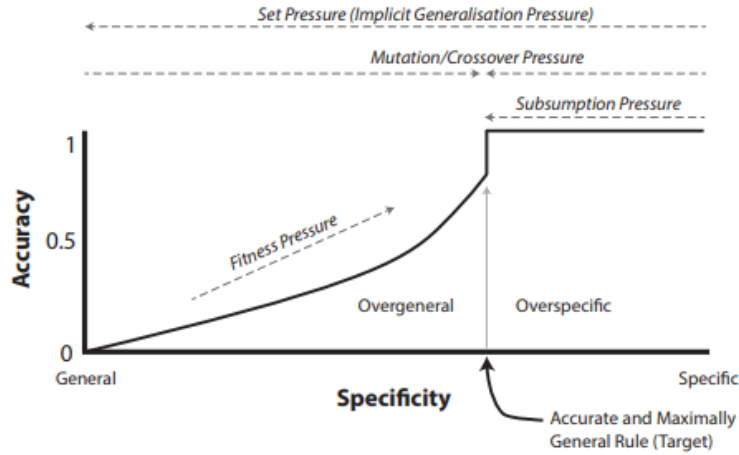 Set Pressure (Implicit Generalisation Pressure)
Mutation/Crossover Pressure
Subsumption Pressure
1
Accuracy
0.5
Fitness Pressure
Overgeneral
Overspecific
0
General
Specific
Specificity
Accurate and Maximally
General Rule (Target)